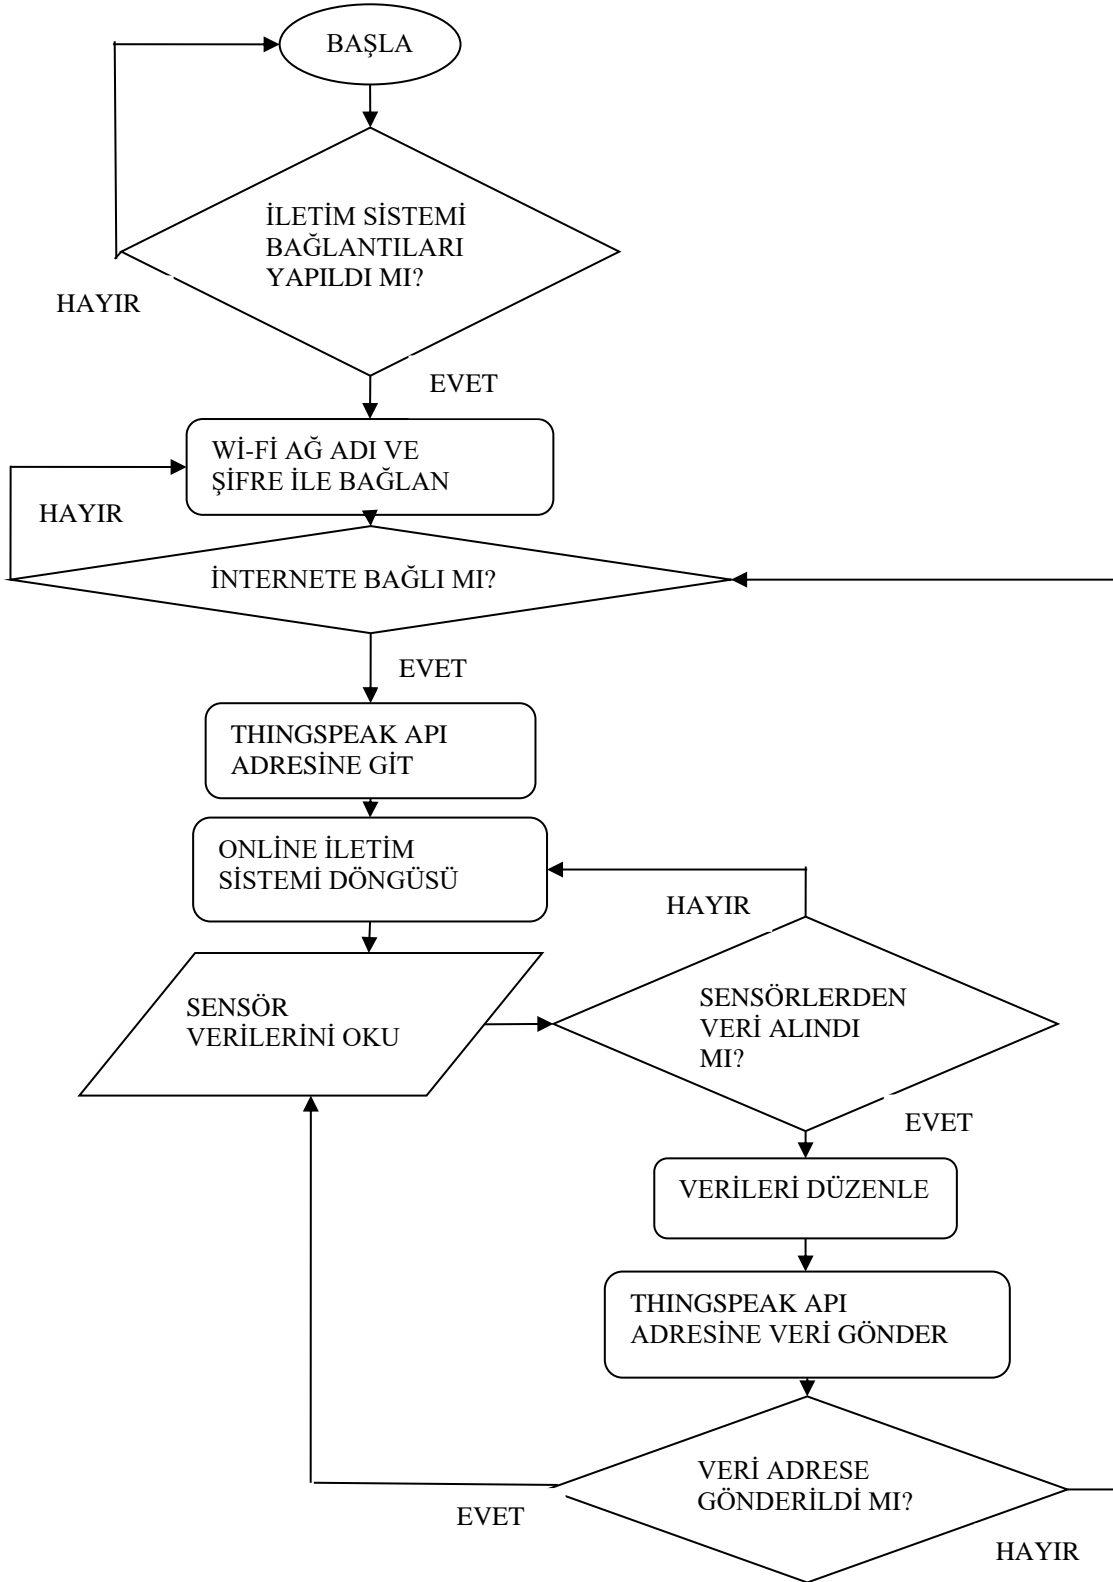 BAŞLA
İLETİM SİSTEMİ
BAĞLANTILARI
YAPILDI MI?
HAYIR
EVET
Wİ-Fİ AĞ ADI VE
ŞİFRE İLE BAĞLAN
HAYIR
İNTERNETE BAĞLI MI?
EVET
THINGSPEAK API
ADRESİNE GİT
ONLİNE İLETİM
SİSTEMİ DÖNGÜSÜ
HAYIR
SENSÖR
VERİLERİNİ OKU
SENSÖRLERDEN
VERİ ALINDI
MI?
EVET
VERİLERİ DÜZENLE
THINGSPEAK API
ADRESİNE VERİ GÖNDER
VERİ ADRESE
GÖNDERİLDİ MI?
EVET
HAYIR